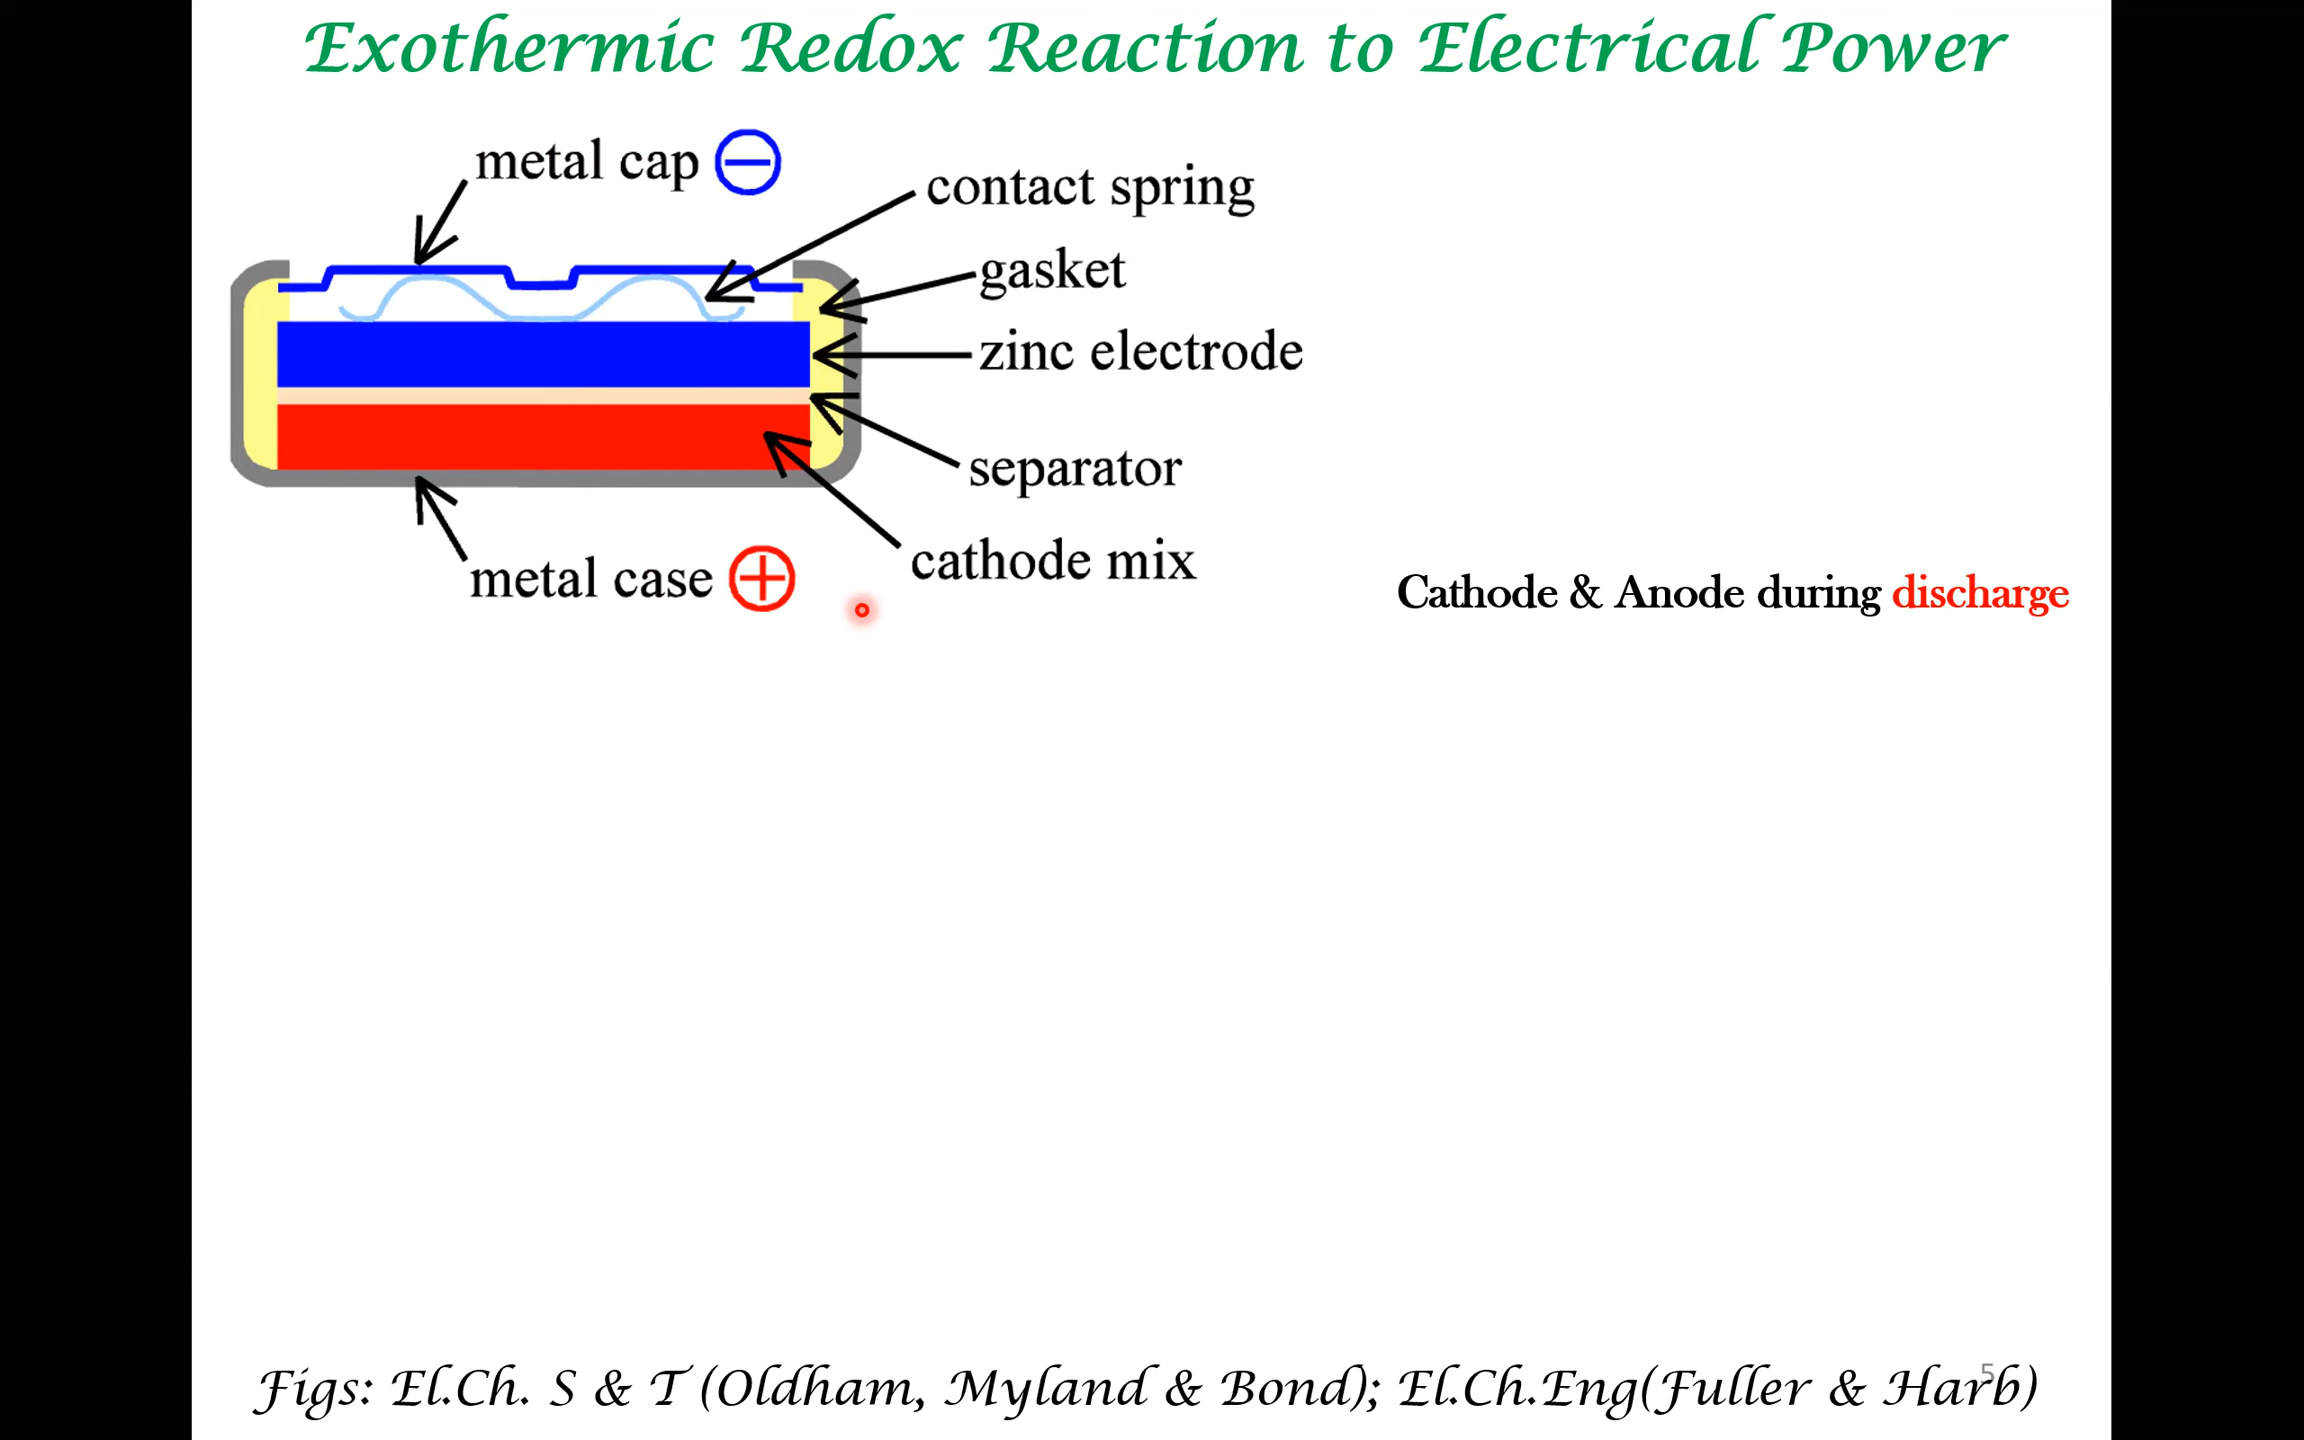 Exothermic Redox Reaction to Electrical Power
metal cap
contact spring
gasket
zinc electrode
separator
cathode mix
metal case
Cathode & Anode during discharge
Figs: El.Ch. S & T (Oldham, Myland & Bond); El.Ch.Eng(Fuller & Harb)
5